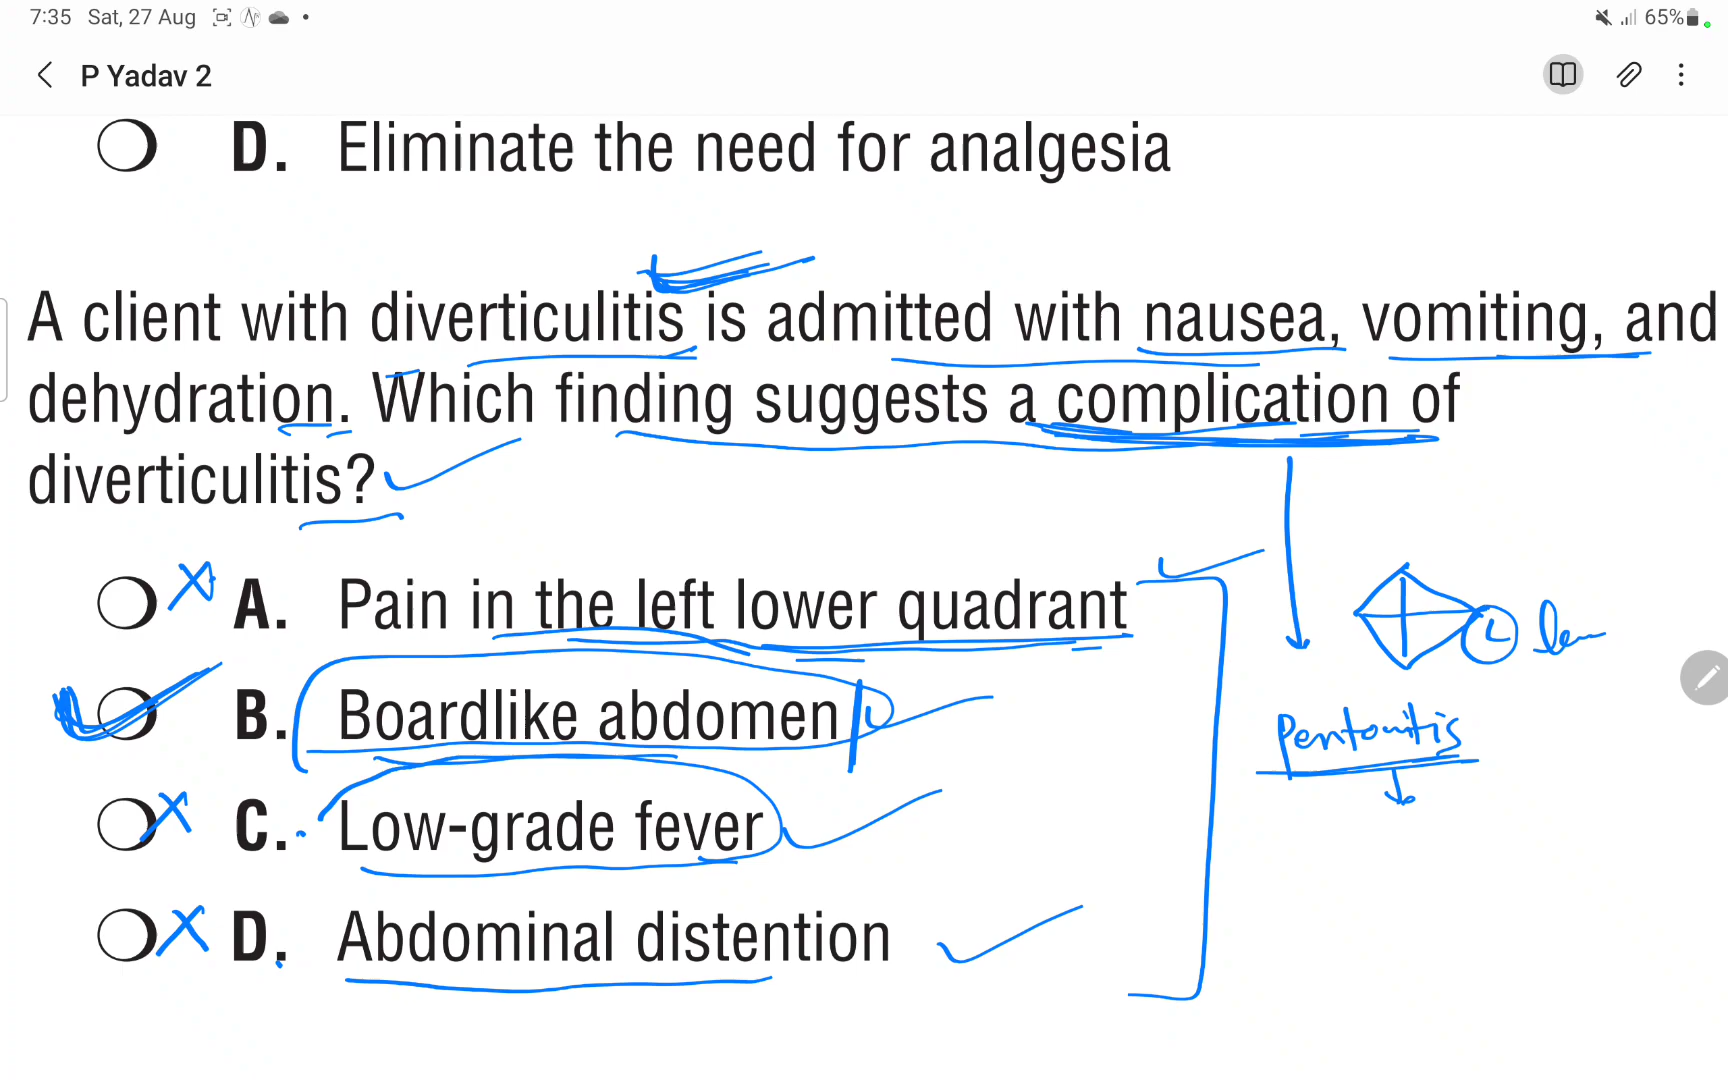 7:35 Sat, 27 Aug
65%
P Yadav 2
D. Eliminate the need for analgesia
A client with diverticulitis is admitted with nausea, vomiting, and
dehydration. Which finding suggests a complication of
diverticulitis?
A. Pain in the left lower quadrant
B. Boardlike abdomen
C. Low-grade fever
D. Abdominal distention
L
Peritonitis